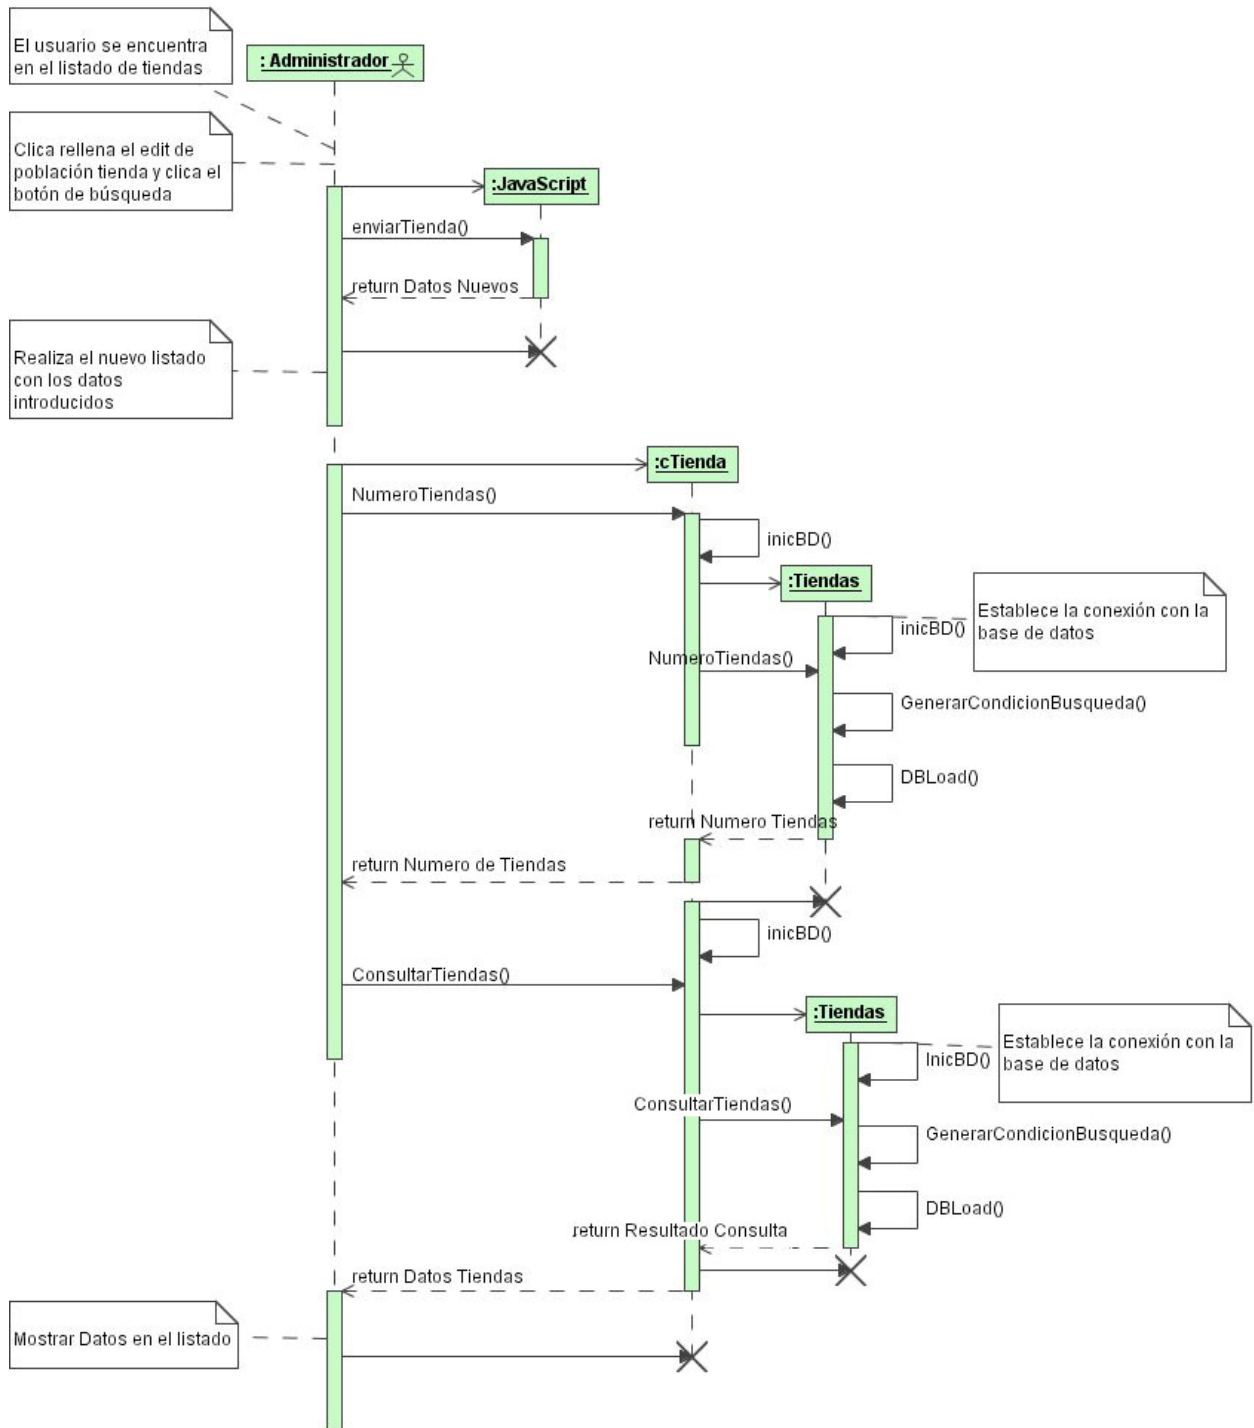 El usuario se encuentra
en el listado de tiendas
: Administrador
Clica rellena el edit de
población tienda y clica el
botón de búsqueda
:JavaScript
enviarTienda()
return Datos Nuevos
Realiza el nuevo listado
con los datos
introducidos
:cTienda
NumeroTiendas()
inicBD()
:Tiendas
Establece la conexión con la
base de datos
inicBD()
NumeroTiendas()
GenerarCondicionBusqueda()
DBLoad()
return Numero Tiendas
return Numero de Tiendas
inicBD()
ConsultarTiendas()
:Tiendas
Establece la conexión con la
base de datos
InicBD()
ConsultarTiendas()
GenerarCondicionBusqueda()
DBLoad()
return Resultado Consulta
return Datos Tiendas
Mostrar Datos en el listado